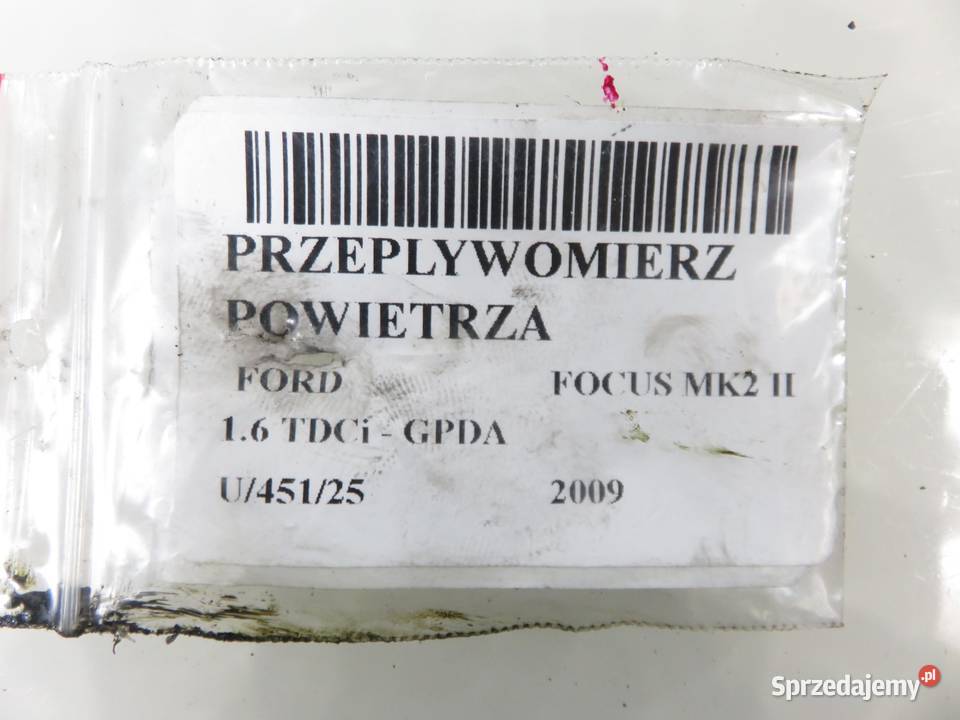 PRZEPLYWOMIERZ
POWIETRZA
FORD FOCUS MK2 II
1.6 TDCi - GPDA
U/451/25 2009
Sprzedajemy.pl